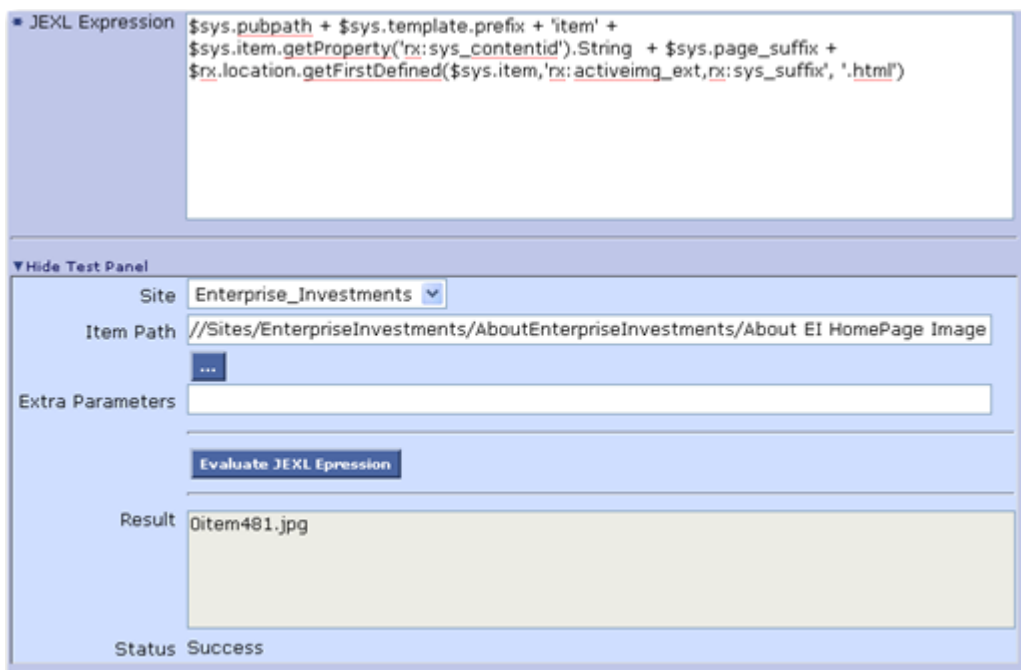 JEXL Expression
$sys.pubpath + $sys.template.prefix + 'item' +
$sys.item.getProperty('rx:sys_contentid').String + $sys.page_suffix +
$rx.location.getFirstDefined($sys.item,'rx:activeimg_ext,rx:sys_suffix', '.html')
Hide Test Panel
Site Enterprise_Investments
Item Path //Sites/EnterpriseInvestments/AboutEnterpriseInvestments/About EI HomePage Image
...
Extra Parameters
Evaluate JEXL Epression
Result 0item481.jpg
Status Success